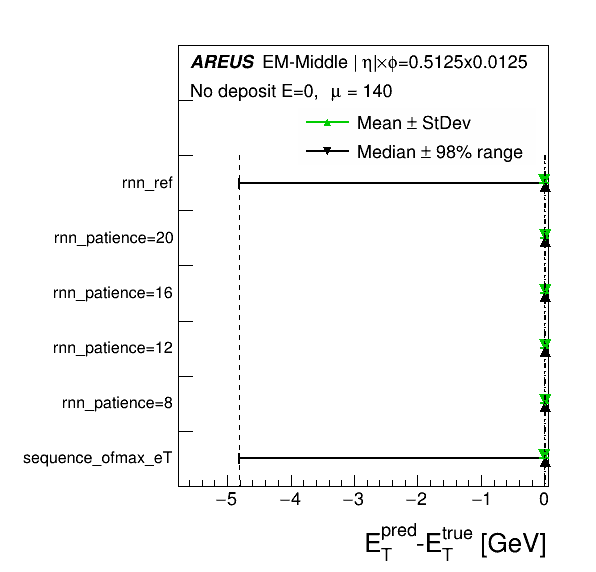 AREUS EM-Middle | η|×ϕ=0.5125x0.0125
No deposit E=0, μ = 140
Mean ± StDev
Median ± 98% range
rnn_ref
rnn_patience=20
rnn_patience=16
rnn_patience=12
rnn_patience=8
sequence_ofmax_eT
−5 −4 −3 −2 −1 0
E_T^pred-E_T^true [GeV]